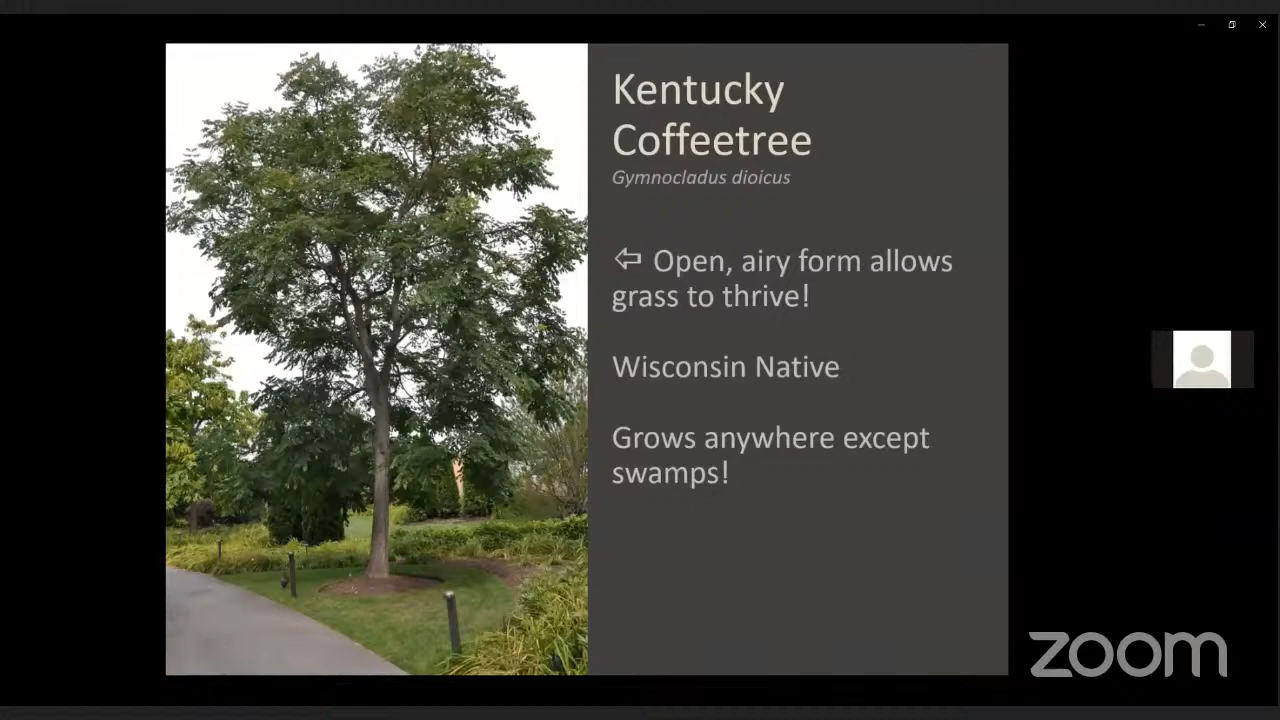 Kentucky
Coffeetree
Gymnocladus dioicus
⇦ Open, airy form allows
grass to thrive!
Wisconsin Native
Grows anywhere except
swamps!
zoom